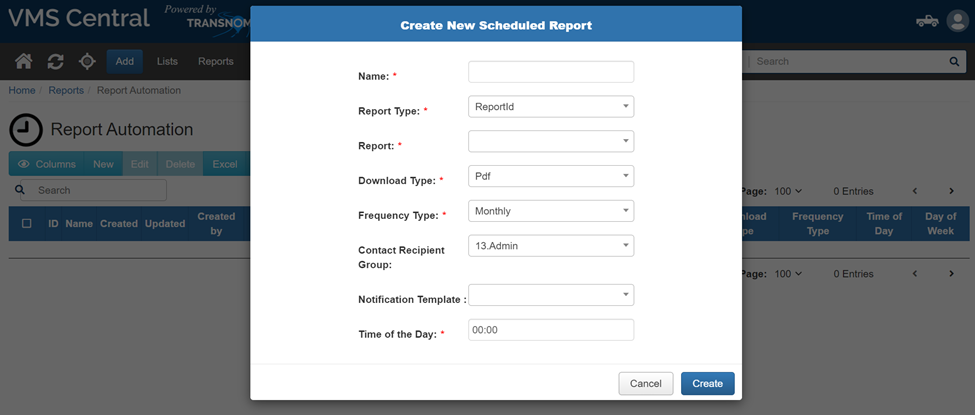 VMS Central
Powered by
TRANSNOM
Add Lists Reports
Search
Home / Reports / Report Automation
Report Automation
Columns New Edit Delete Excel
Search
Page: 100 0 Entries
ID Name Created Updated Created by
Frequency Type Time of Day Day of Week
Page: 100 0 Entries
Create New Scheduled Report
Name: *
Report Type: * ReportId
Report: *
Download Type: * Pdf
Frequency Type: * Monthly
Contact Recipient Group: 13.Admin
Notification Template :
Time of the Day: * 00:00
Cancel Create